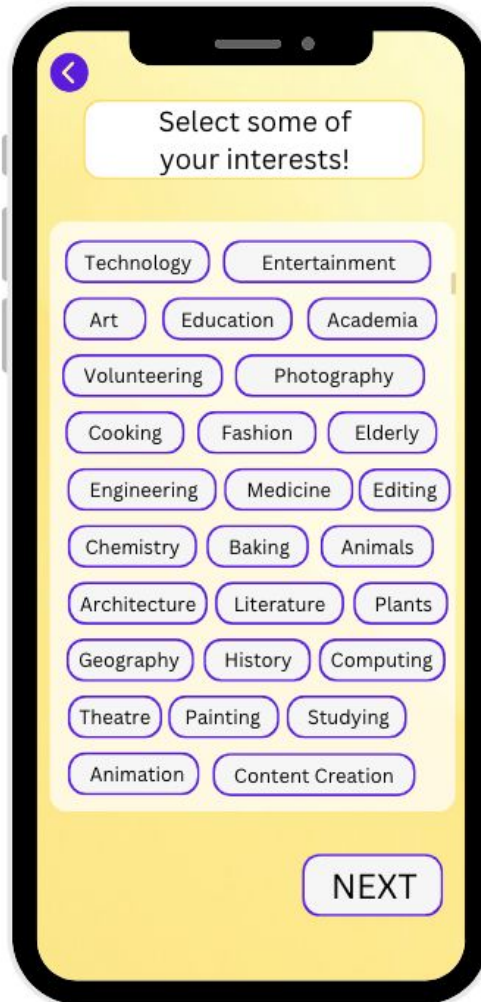 Select some of
your interests!
Technology Entertainment
Art Education Academia
Volunteering Photography
Cooking Fashion Elderly
Engineering Medicine Editing
Chemistry Baking Animals
Architecture Literature Plants
Geography History Computing
Theatre Painting Studying
Animation Content Creation
NEXT